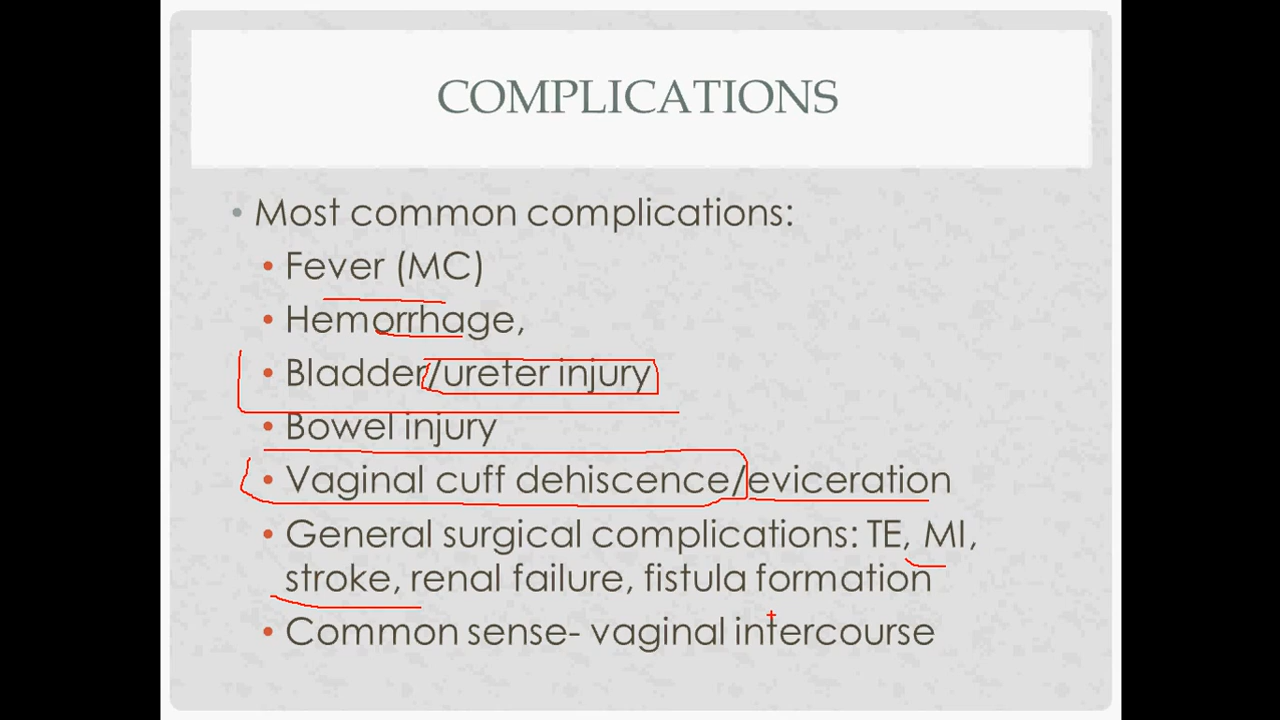 COMPLICATIONS
• Most common complications:
• Fever (MC)
• Hemorrhage,
• Bladder/ureter injury
• Bowel injury
• Vaginal cuff dehiscence/eviceration
• General surgical complications: TE, MI,
stroke, renal failure, fistula formation
• Common sense- vaginal intercourse